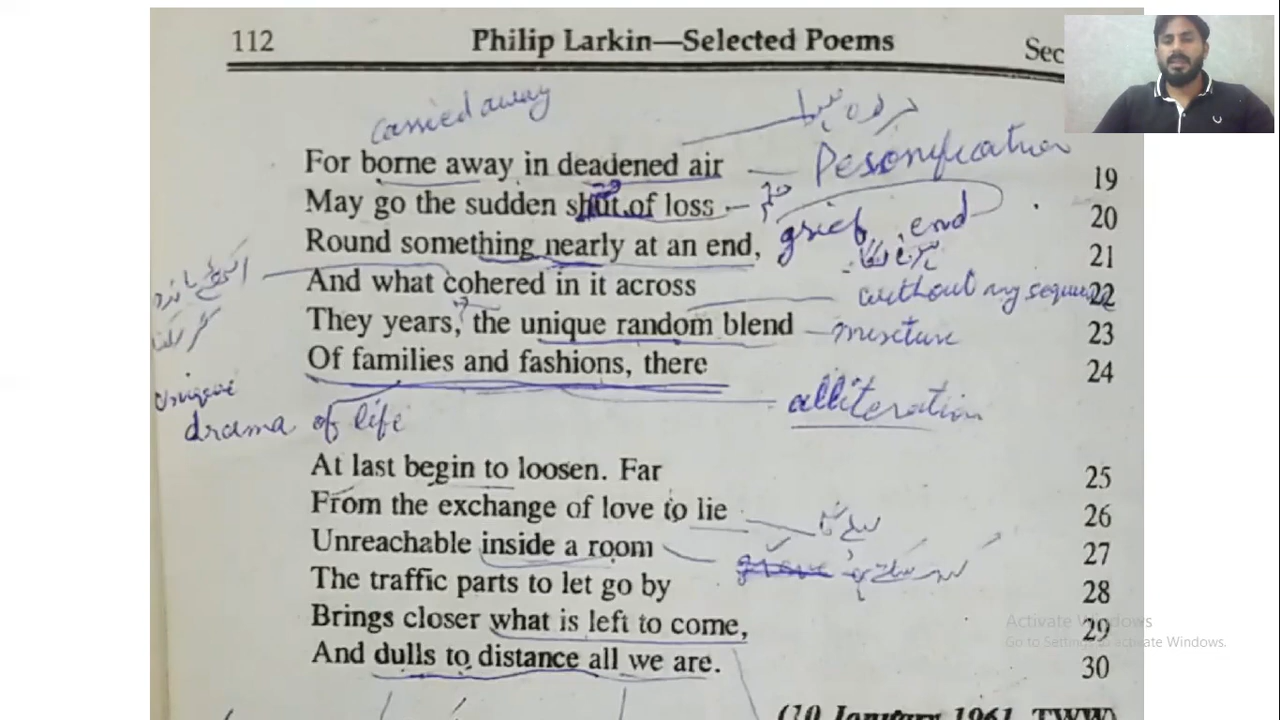 112 Philip Larkin—Selected Poems Sec
carried away
For borne away in deadened air 19
Pesonification
May go the sudden shut of loss 20
grief end
Round something nearly at an end, 21
And what cohered in it across 22
without any sequence
They years, the unique random blend 23
mixture
Of families and fashions, there 24
alliteration
unique
drama of life
At last begin to loosen. Far 25
From the exchange of love to lie 26
Unreachable inside a room 27
The traffic parts to let go by 28
Brings closer what is left to come, 29
And dulls to distance all we are. 30
Activate Windows
Go to Settings to activate Windows.
(10 January 1961, TWW)